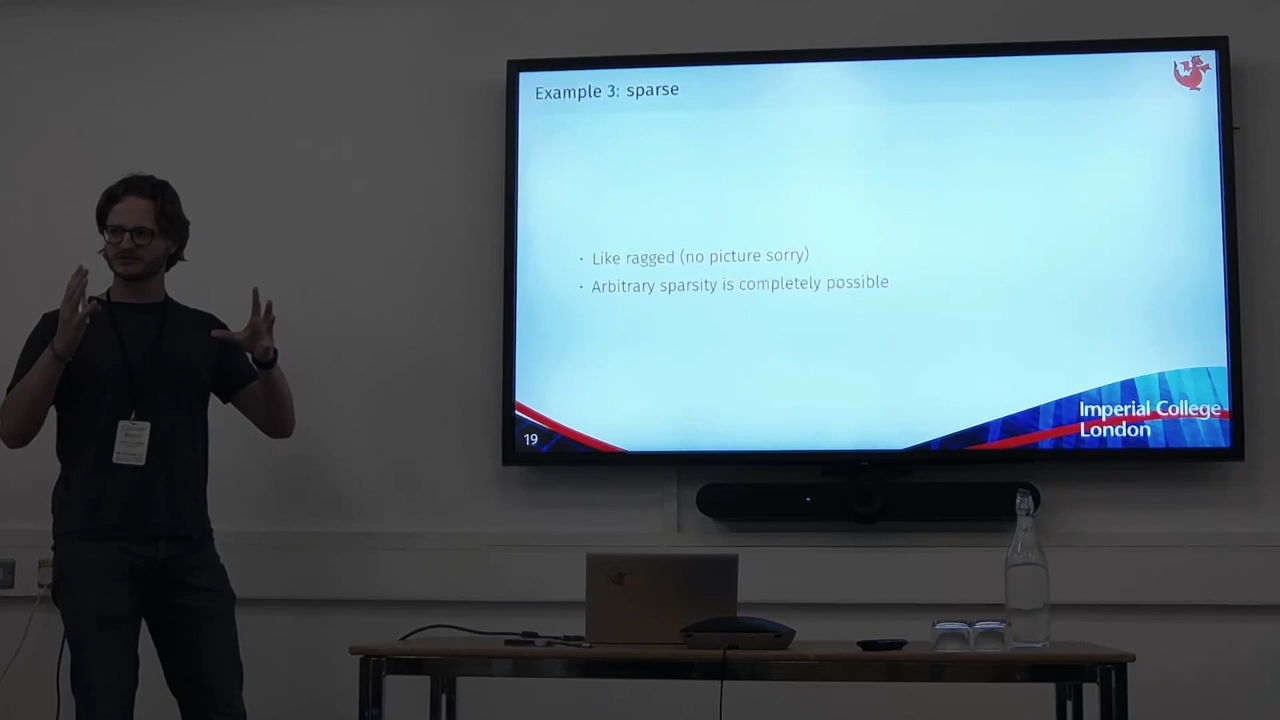 Example 3: sparse
· Like ragged (no picture sorry)
· Arbitrary sparsity is completely possible
19
Imperial College
London